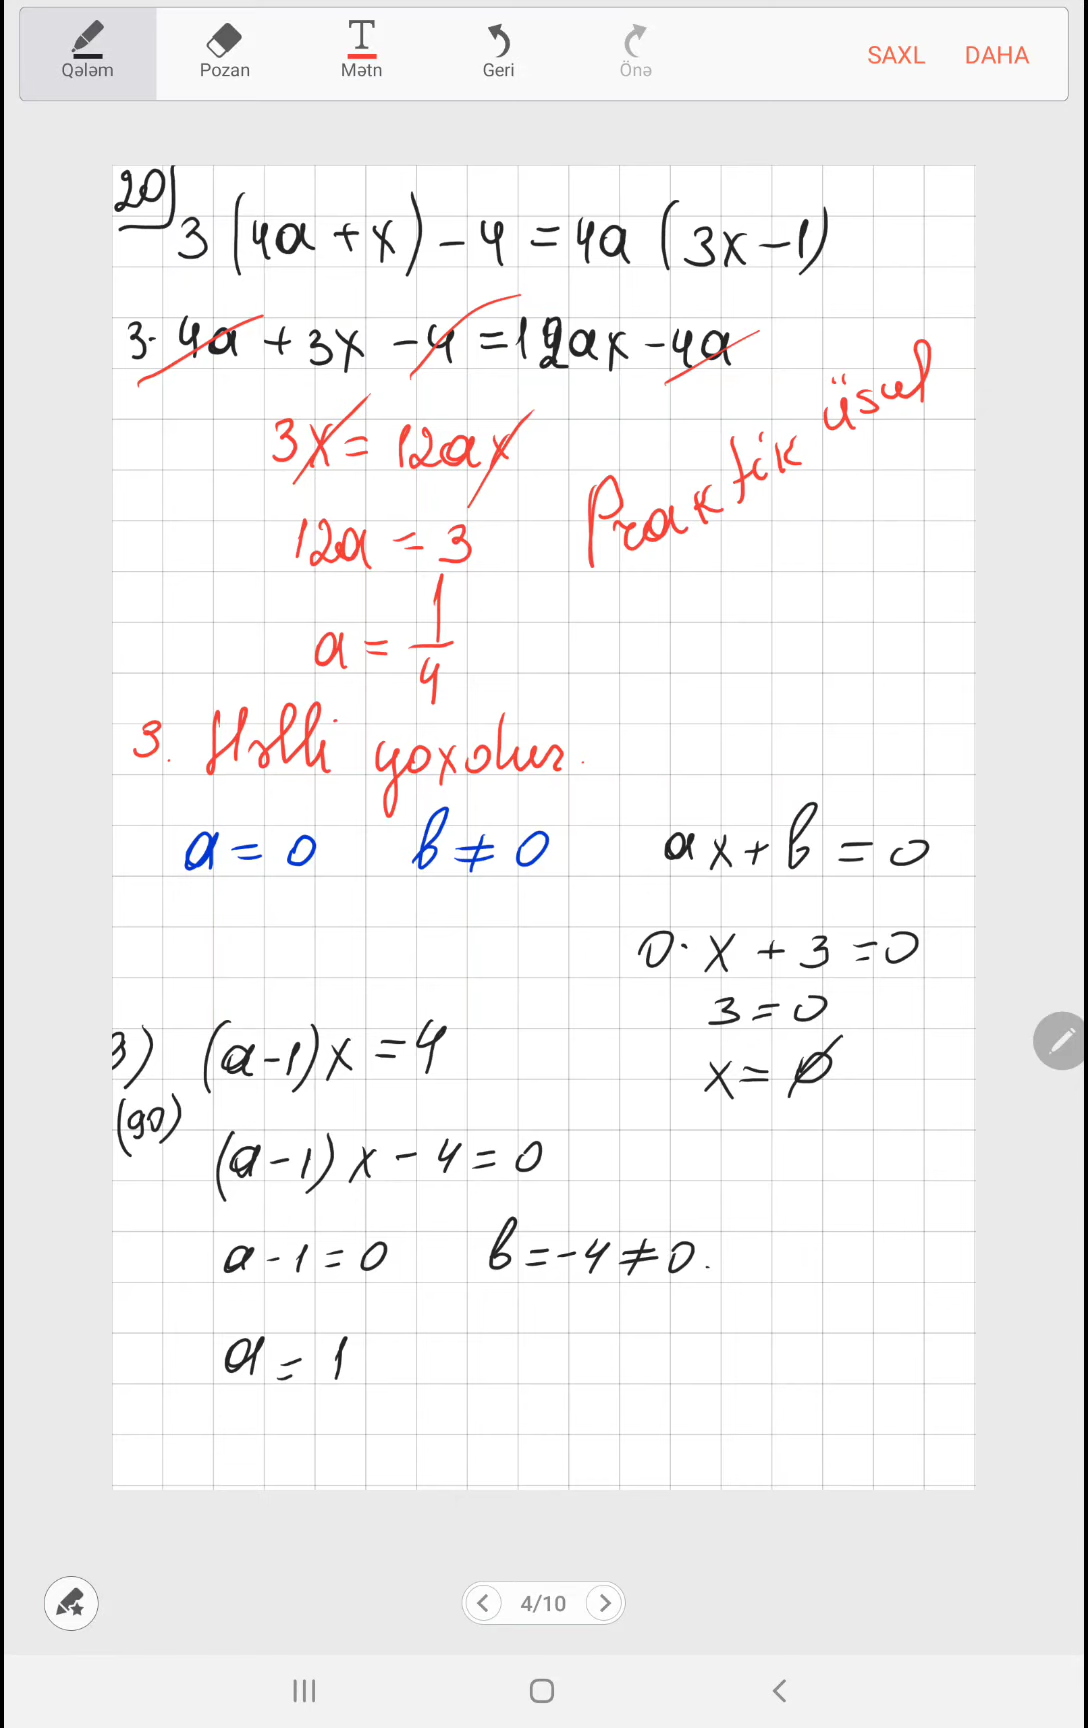 Qələm Pozan Mətn Geri Önə SAXL DAHA
20)
3(4a+x)-4=4a(3x-1)
3·4a+3x-4=12ax-4a
3x=12ax
Praktik üsul
12a=3
a=1/4
3. Həlli yoxdur.
a=0 b≠0 ax+b=0
0·x+3=0
3=0
3) (a-1)x=4
x=∅
(90)
(a-1)x-4=0
a-1=0 b=-4≠0.
a=1
4/10